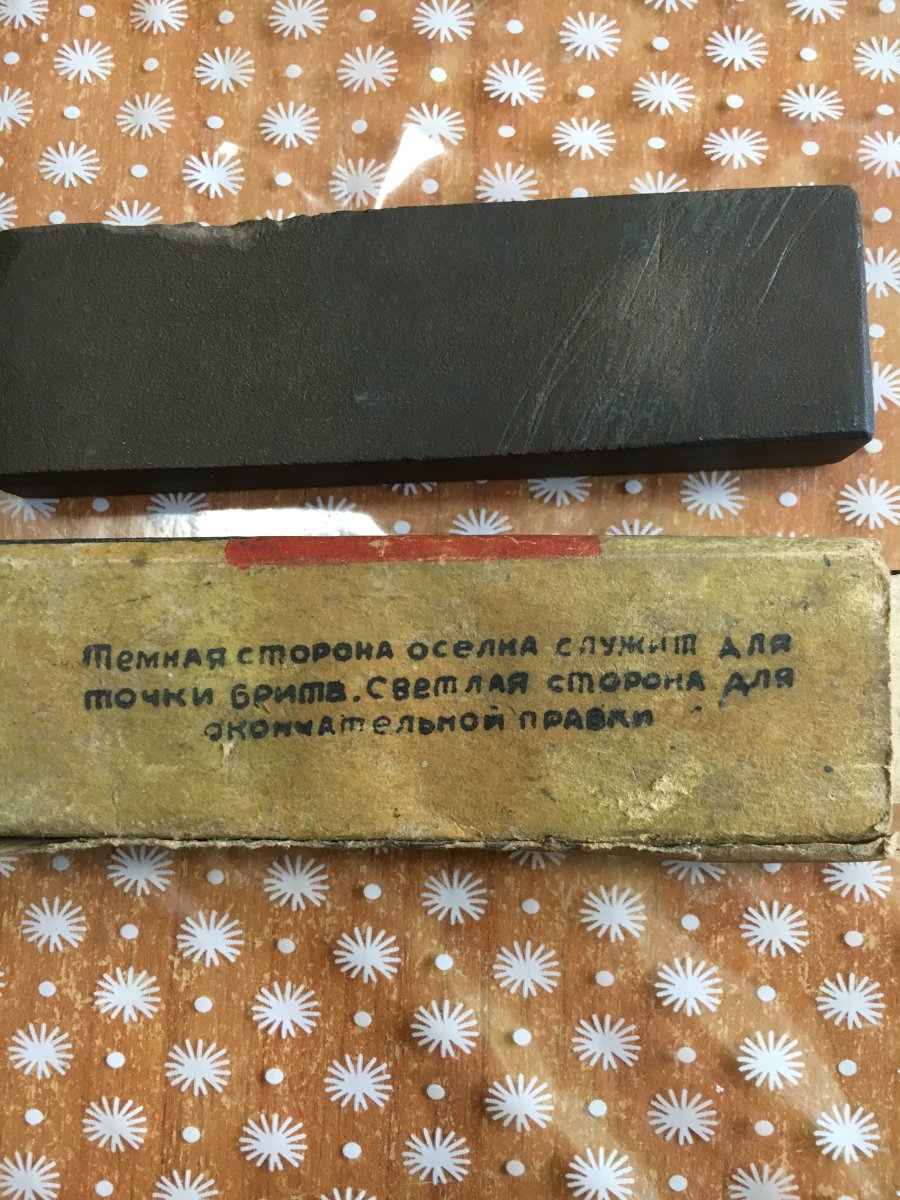 Темная сторона оселка служит для
точки бритв. Светлая сторона для
окончательной правки